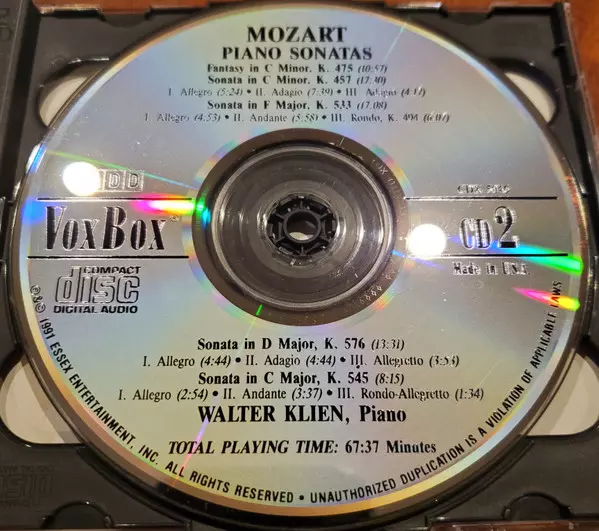 MOZART
PIANO SONATAS
Fantasy in C Minor, K. 475 (10:57)
Sonata in C Minor, K. 457 (17:40)
I. Allegro (5:24) • II. Adagio (7:39) • III. Adagio
Sonata in F Major, K. 533 (17:08)
I. Allegro (4:53) • II. Andante (5:58) • III. Rondo, K. 494
D D
VOXBOX
CD2
Made in U.S.A.
COMPACT
disc
DIGITAL AUDIO
Sonata in D Major, K. 576 (13:31)
I. Allegro (4:44) • II. Adagio (4:44) • III. Allegretto
Sonata in C Major, K. 545 (8:15)
I. Allegro (2:54) • II. Andante (3:37) • III. Rondo-Allegretto (1:34)
WALTER KLIEN, Piano
TOTAL PLAYING TIME: 67:37 Minutes
℗&© 1991 ESSEX ENTERTAINMENT, INC. ALL RIGHTS RESERVED • UNAUTHORIZED DUPLICATION IS A VIOLATION OF APPLICABLE LAWS